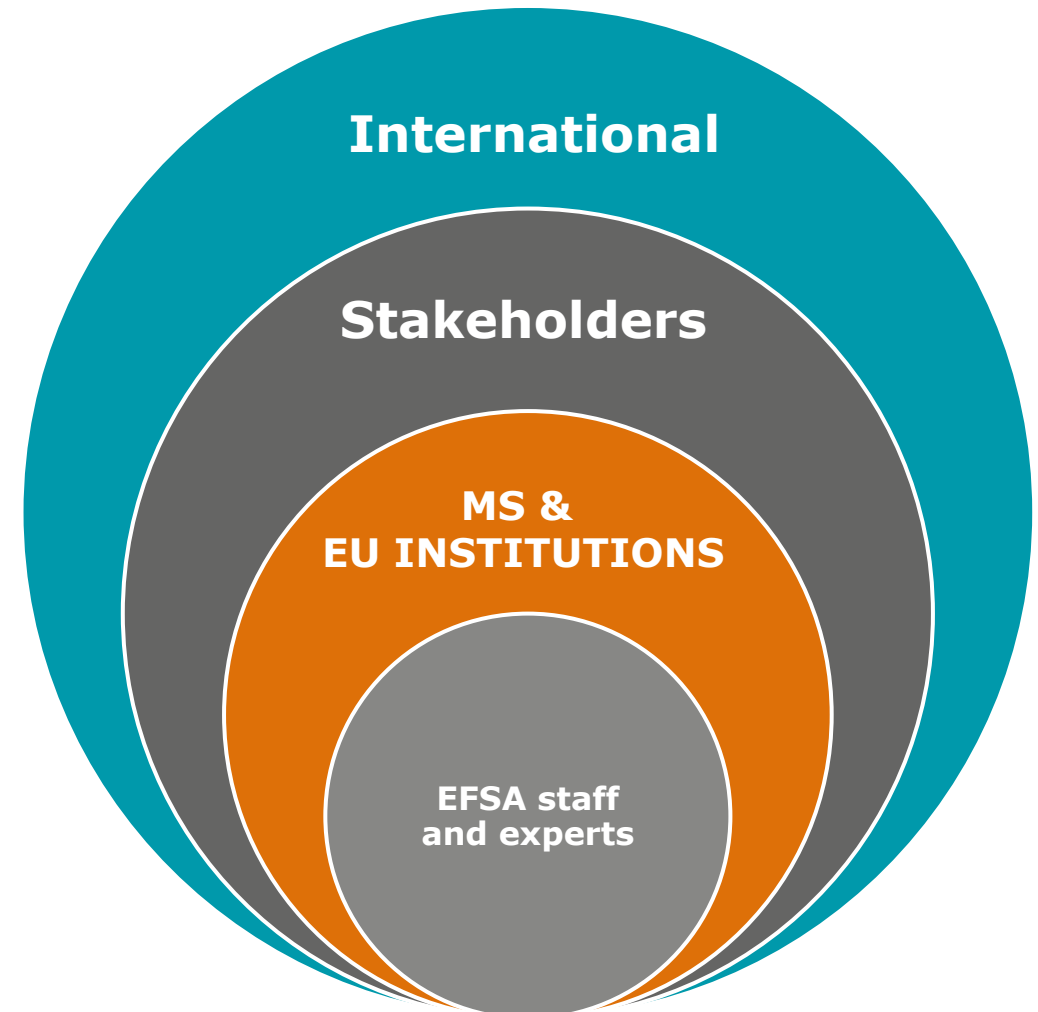 International
Stakeholders
MS &
EU INSTITUTIONS
EFSA staff
and experts